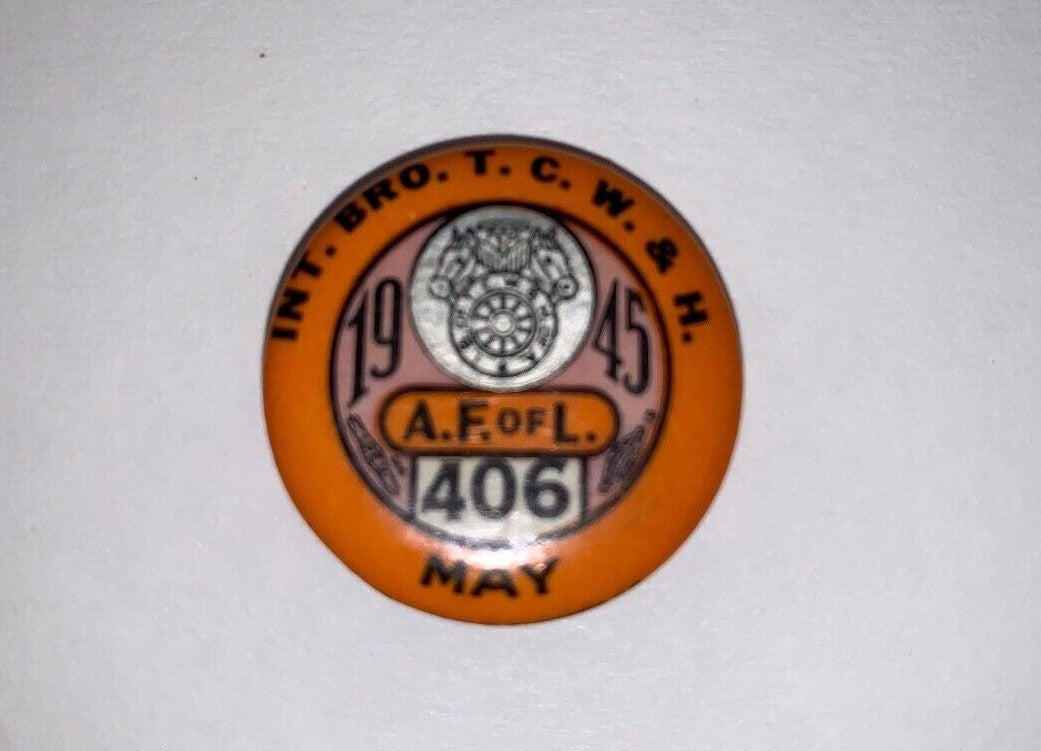 INT. BRO. T. C. W. & H.
19 45
A.F. OF L.
406
MAY